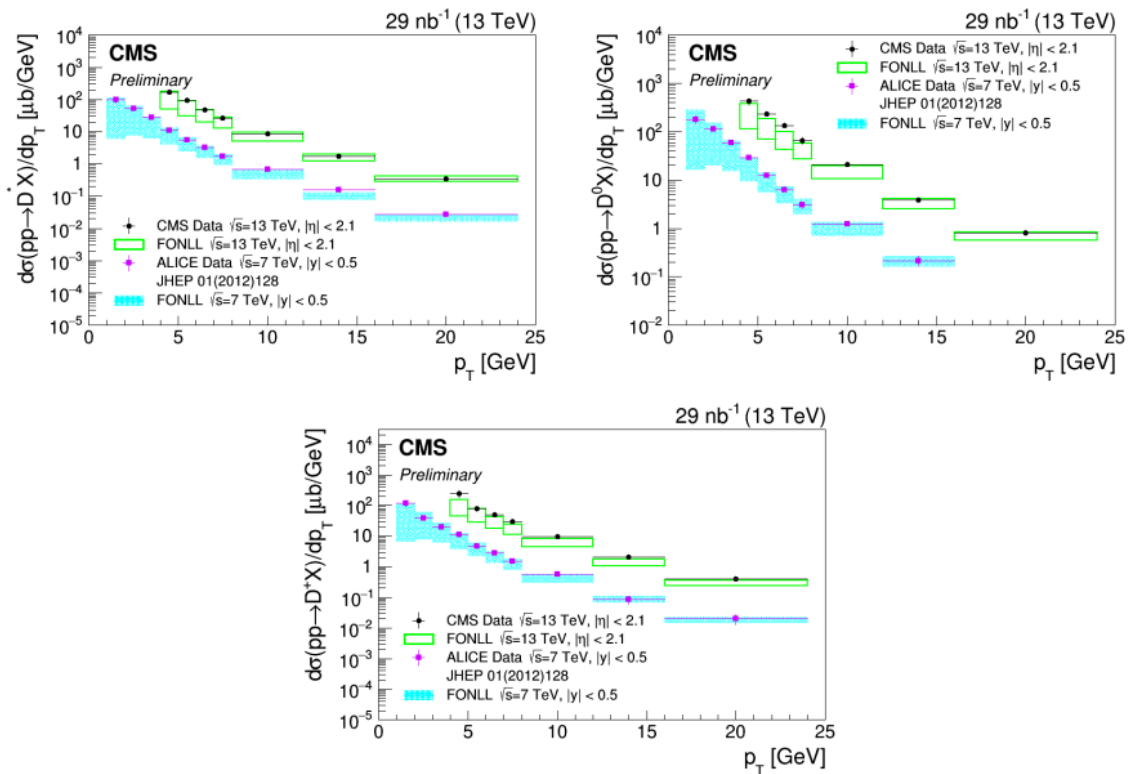 29 nb⁻¹ (13 TeV)
dσ(pp→D*X)/dp_T [μb/GeV]
CMS
Preliminary
10⁴
10³
10²
10
1
10⁻¹
10⁻²
10⁻³
10⁻⁴
10⁻⁵
CMS Data √s=13 TeV, |η| < 2.1
FONLL √s=13 TeV, |η| < 2.1
ALICE Data √s=7 TeV, |y| < 0.5
JHEP 01(2012)128
FONLL √s=7 TeV, |y| < 0.5
0 5 10 15 20 25
p_T [GeV]
29 nb⁻¹ (13 TeV)
dσ(pp→D⁰X)/dp_T [μb/GeV]
CMS
Preliminary
CMS Data √s=13 TeV, |η| < 2.1
FONLL √s=13 TeV, |η| < 2.1
ALICE Data √s=7 TeV, |y| < 0.5
JHEP 01(2012)128
FONLL √s=7 TeV, |y| < 0.5
10⁴
10³
10²
10
1
10⁻¹
10⁻²
0 5 10 15 20 25
p_T [GeV]
29 nb⁻¹ (13 TeV)
dσ(pp→D⁺X)/dp_T [μb/GeV]
CMS
Preliminary
10⁴
10³
10²
10
1
10⁻¹
10⁻²
10⁻³
10⁻⁴
10⁻⁵
CMS Data √s=13 TeV, |η| < 2.1
FONLL √s=13 TeV, |η| < 2.1
ALICE Data √s=7 TeV, |y| < 0.5
JHEP 01(2012)128
FONLL √s=7 TeV, |y| < 0.5
0 5 10 15 20 25
p_T [GeV]